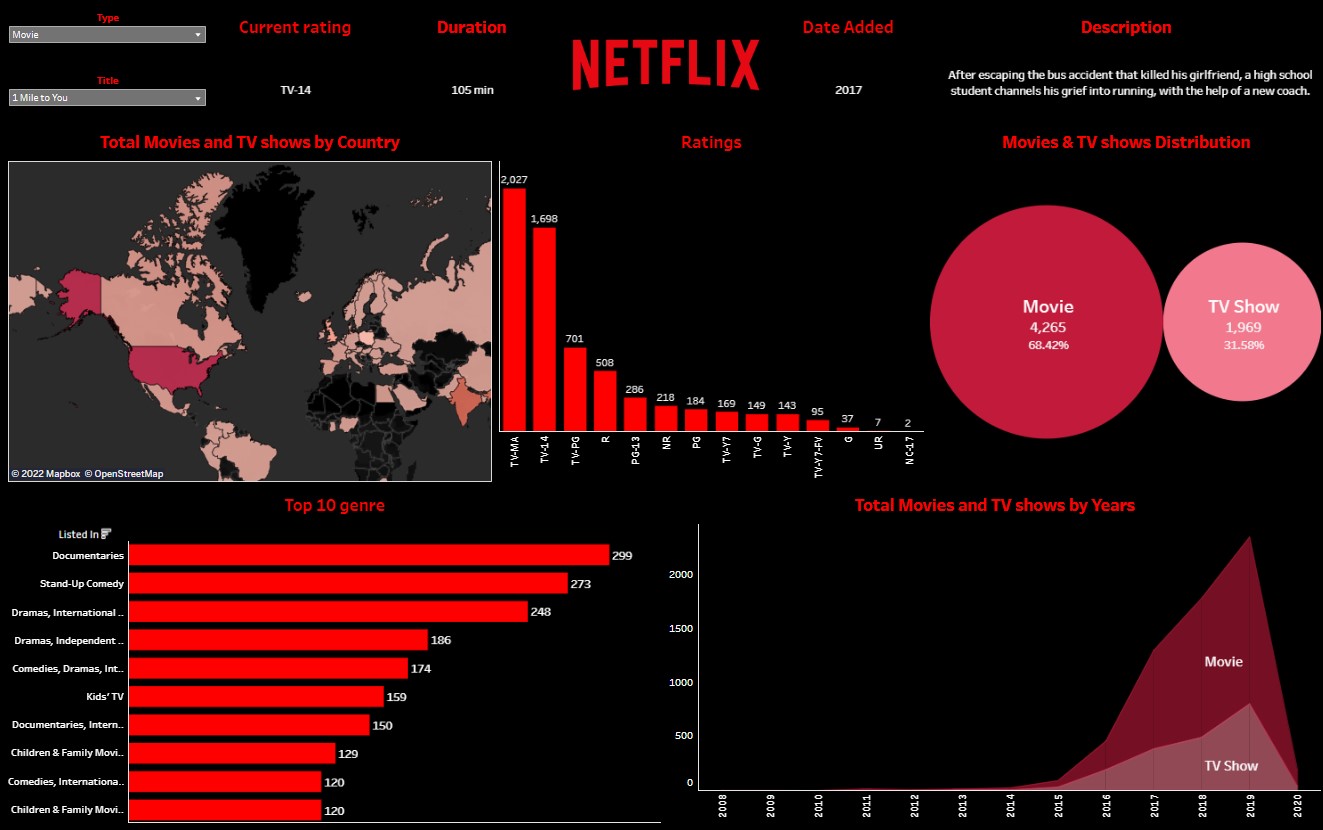 Type
Movie
Title
1 Mile to You
Current rating
TV-14
Duration
105 min
NETFLIX
Date Added
2017
Description
After escaping the bus accident that killed his girlfriend, a high school
student channels his grief into running, with the help of a new coach.
Total Movies and TV shows by Country
© 2022 Mapbox © OpenStreetMap
Ratings
2,027
1,698
701
508
286
218
184
169
149
143
95
37
7
2
TV-MA
TV-14
TV-PG
R
PG-13
NR
PG
TV-Y7
TV-G
TV-Y
TV-Y7-FV
G
UR
NC-17
Movies & TV shows Distribution
Movie
4,265
68.42%
TV Show
1,969
31.58%
Top 10 genre
Listed In
Documentaries 299
Stand-Up Comedy 273
Dramas, International .. 248
Dramas, Independent .. 186
Comedies, Dramas, Int.. 174
Kids' TV 159
Documentaries, Intern.. 150
Children & Family Movi.. 129
Comedies, Internationa.. 120
Children & Family Movi.. 120
Total Movies and TV shows by Years
2000
1500
1000
500
0
Movie
TV Show
2008
2009
2010
2011
2012
2013
2014
2015
2016
2017
2018
2019
2020